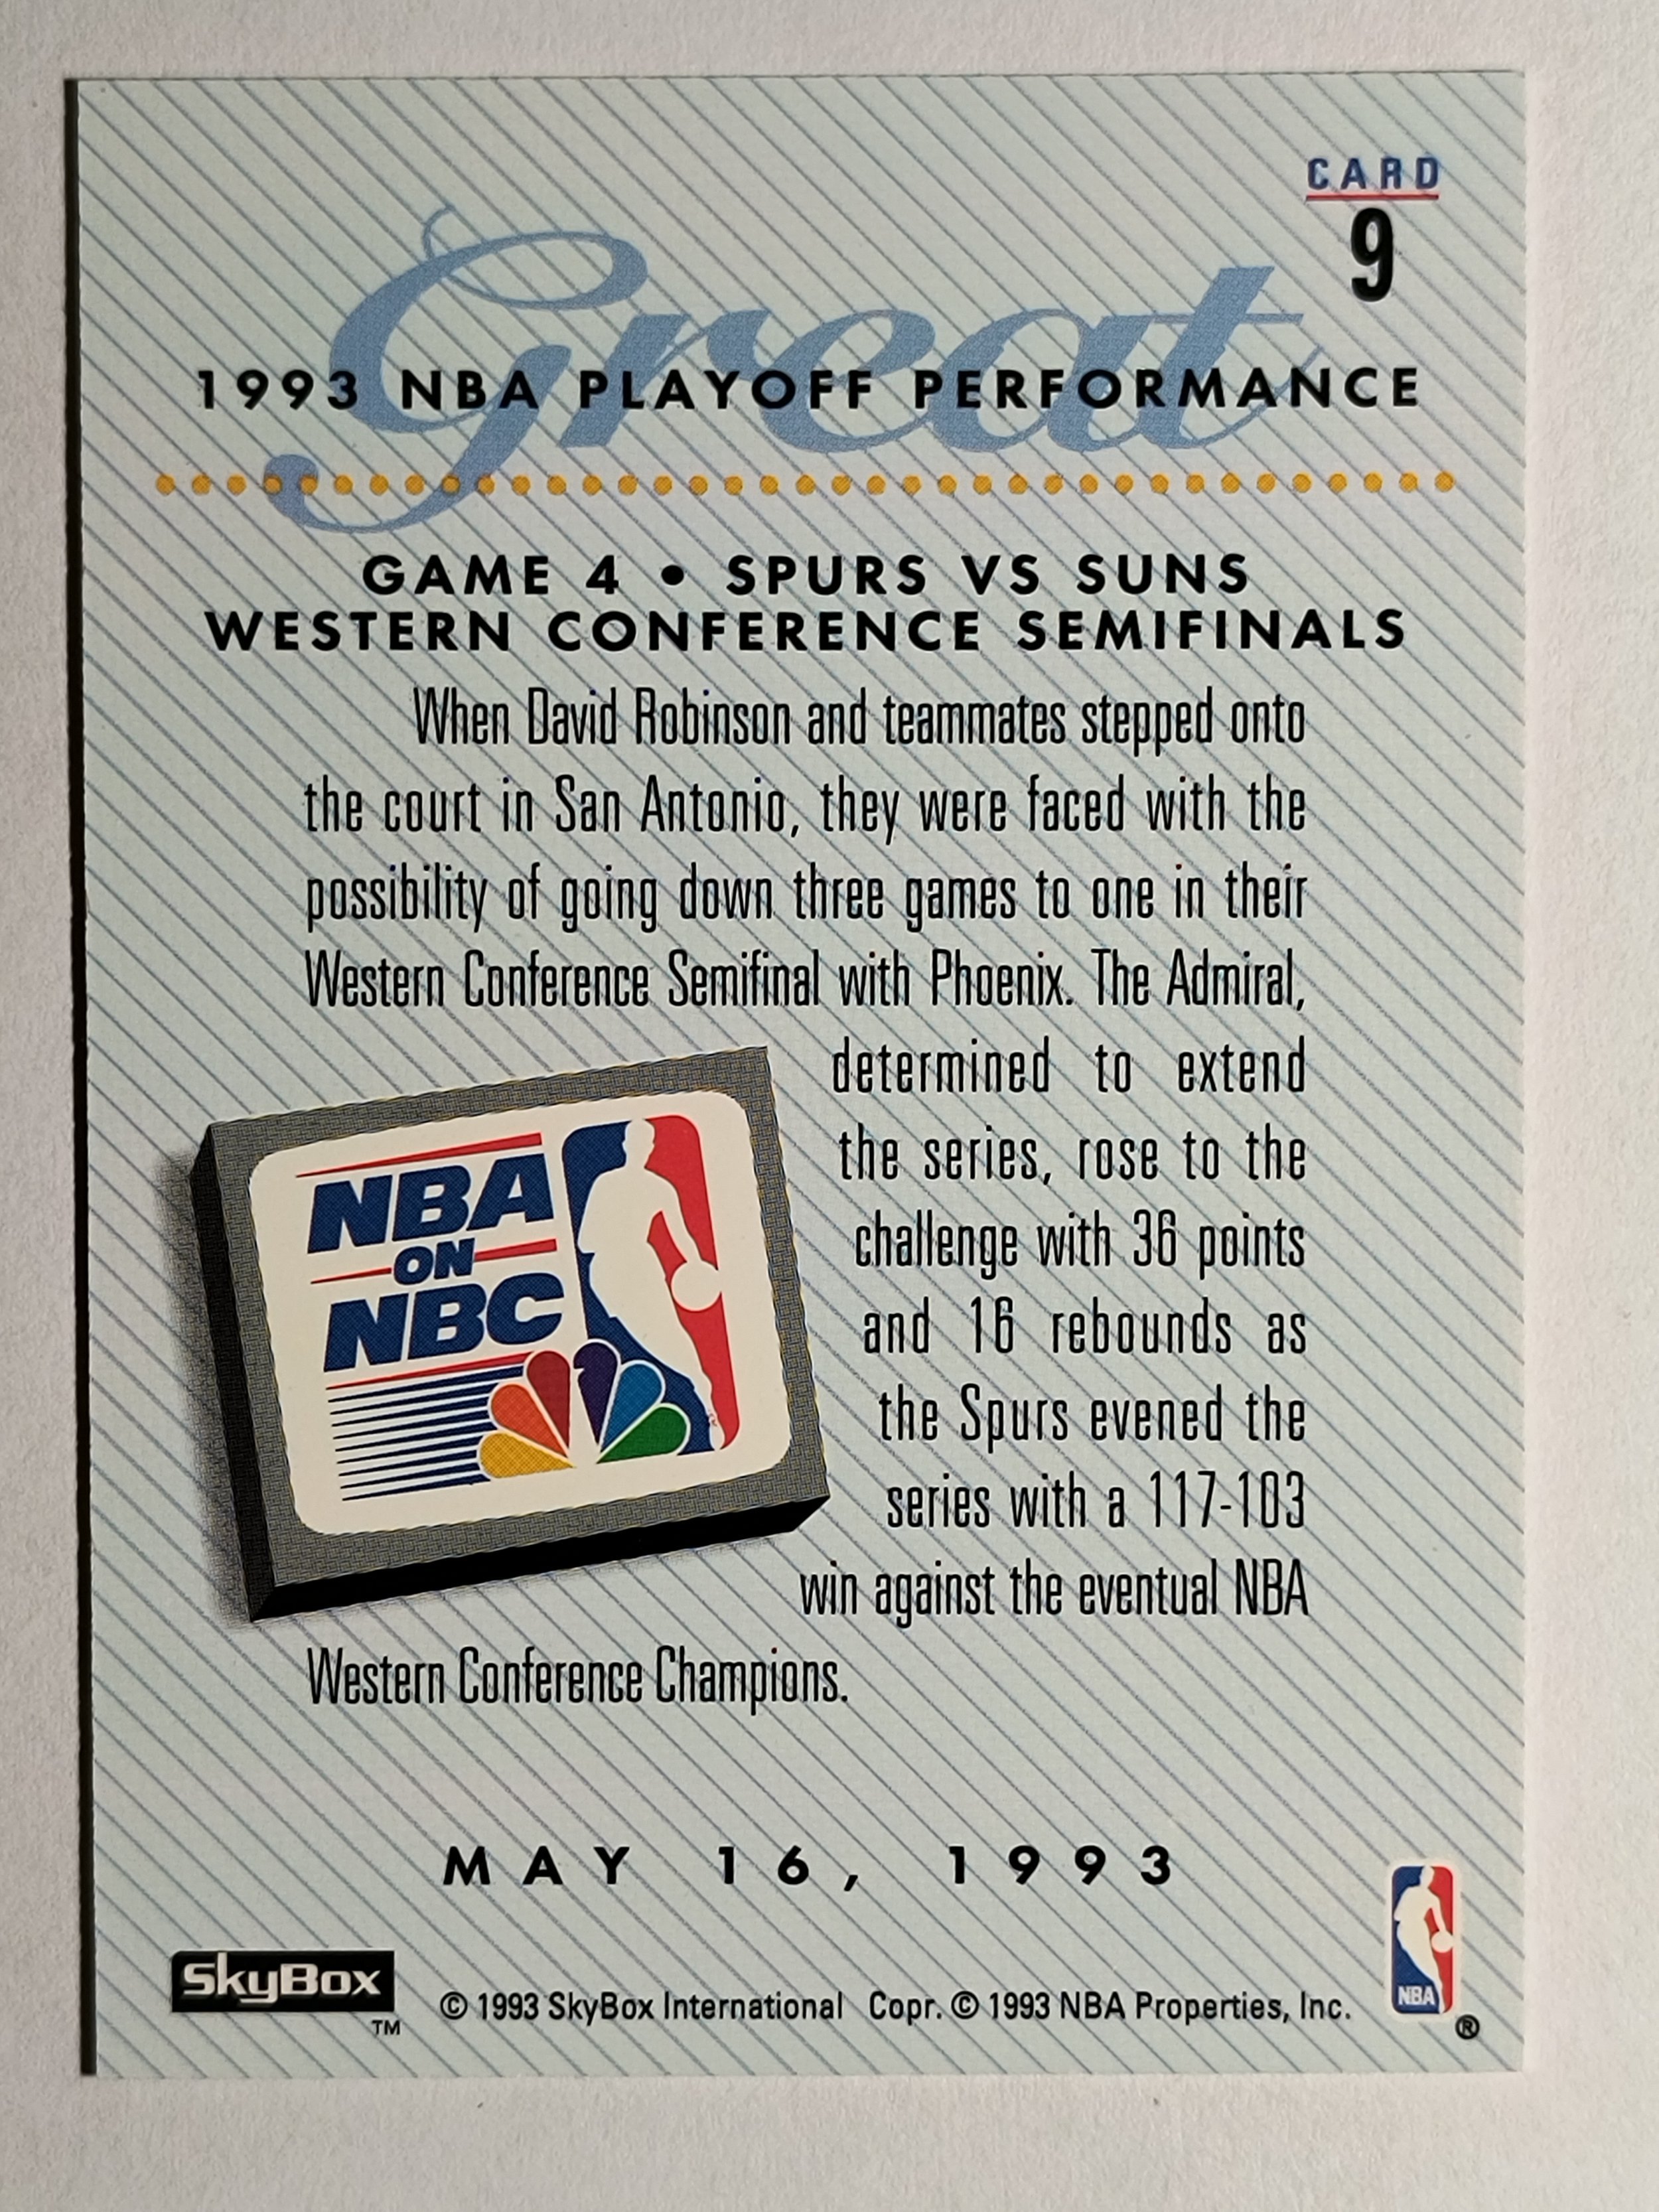 CARD
9
Great
1993 NBA PLAYOFF PERFORMANCE
GAME 4 • SPURS VS SUNS
WESTERN CONFERENCE SEMIFINALS
When David Robinson and teammates stepped onto
the court in San Antonio, they were faced with the
possibility of going down three games to one in their
Western Conference Semifinal with Phoenix. The Admiral,
determined to extend
the series, rose to the
challenge with 36 points
and 16 rebounds as
the Spurs evened the
series with a 117-103
win against the eventual NBA
Western Conference Champions.
NBA
ON
NBC
MAY 16, 1993
SkyBox
TM
© 1993 SkyBox International Copr. © 1993 NBA Properties, Inc.
NBA
®